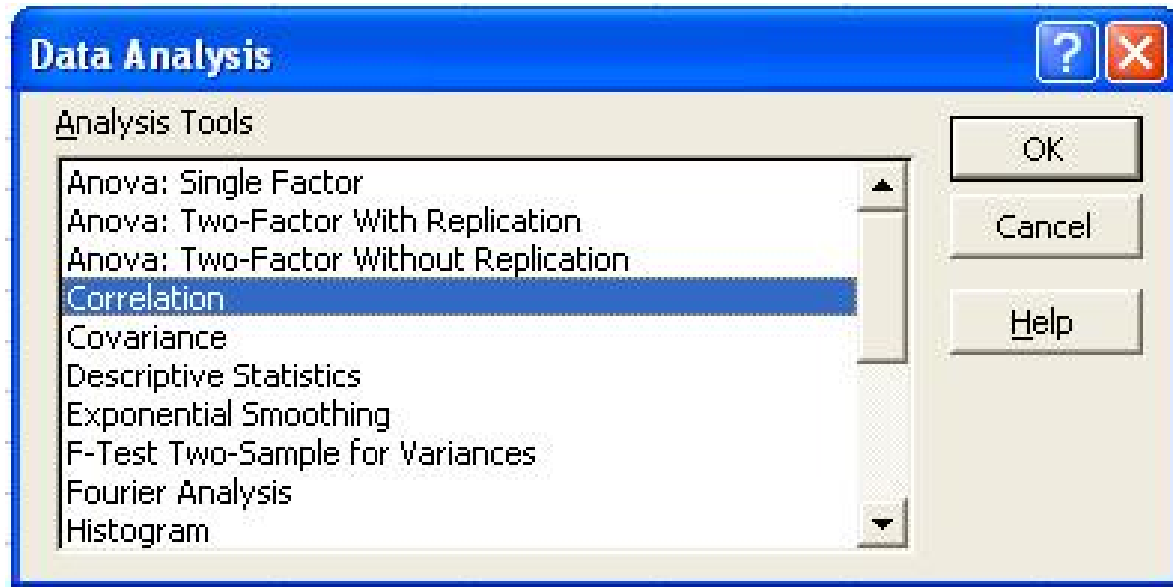 Data Analysis
?
Analysis Tools
Anova: Single Factor
Anova: Two-Factor With Replication
Anova: Two-Factor Without Replication
Correlation
Covariance
Descriptive Statistics
Exponential Smoothing
F-Test Two-Sample for Variances
Fourier Analysis
Histogram
OK
Cancel
Help